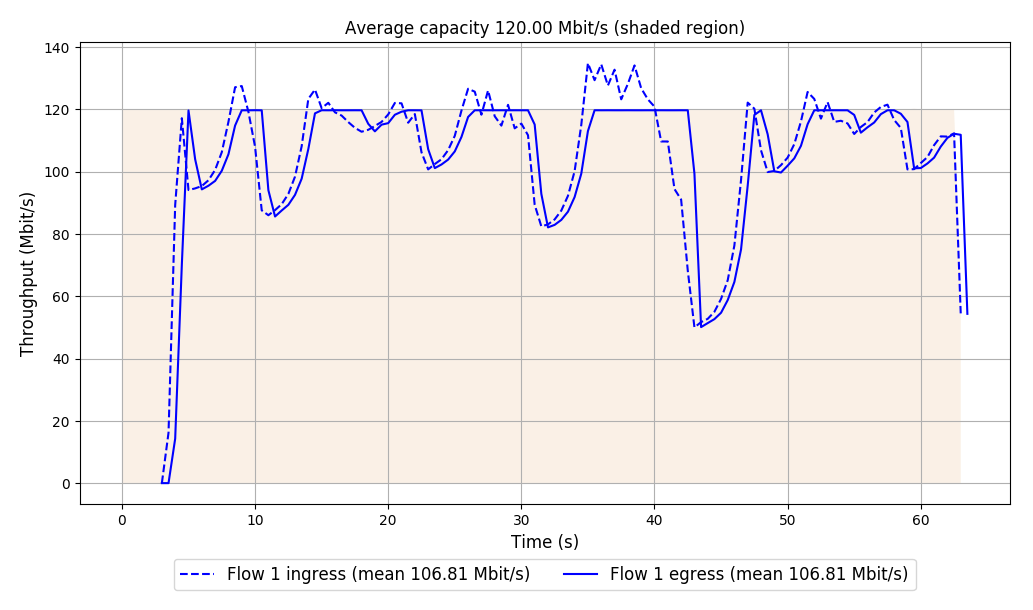 Average capacity 120.00 Mbit/s (shaded region)
Throughput (Mbit/s)
140
120
100
80
60
40
20
0
0 10 20 30 40 50 60
Time (s)
Flow 1 ingress (mean 106.81 Mbit/s) Flow 1 egress (mean 106.81 Mbit/s)